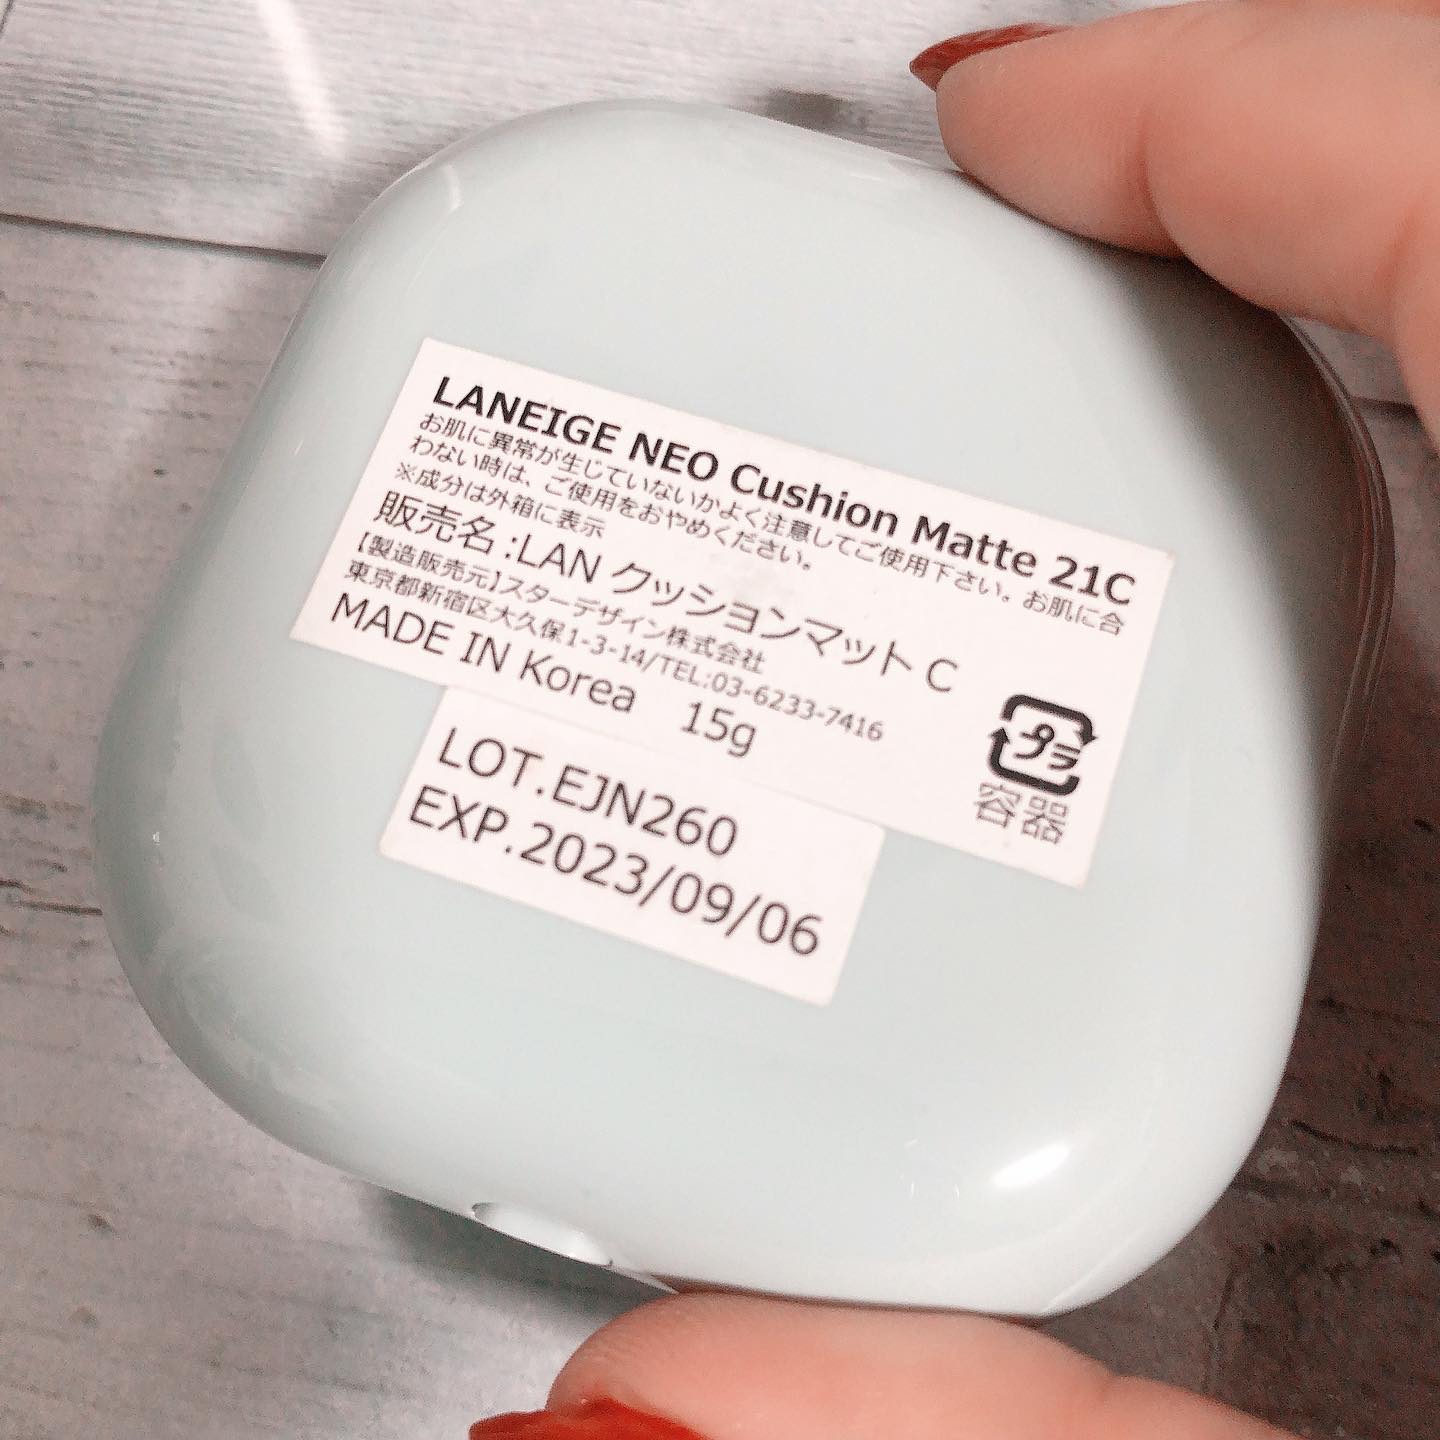 LANEIGE NEO Cushion Matte 21C
お肌に異常が生じていないかよく注意してご使用下さい。お肌に合
わない時は、ご使用をおやめください。
※成分は外箱に表示
販売名:LAN クッションマット C
【製造販売元】スターデザイン株式会社
東京都新宿区大久保1-3-14/TEL:03-6233-7416
MADE IN Korea 15g
プラ
容器
LOT.EJN260
EXP.2023/09/06